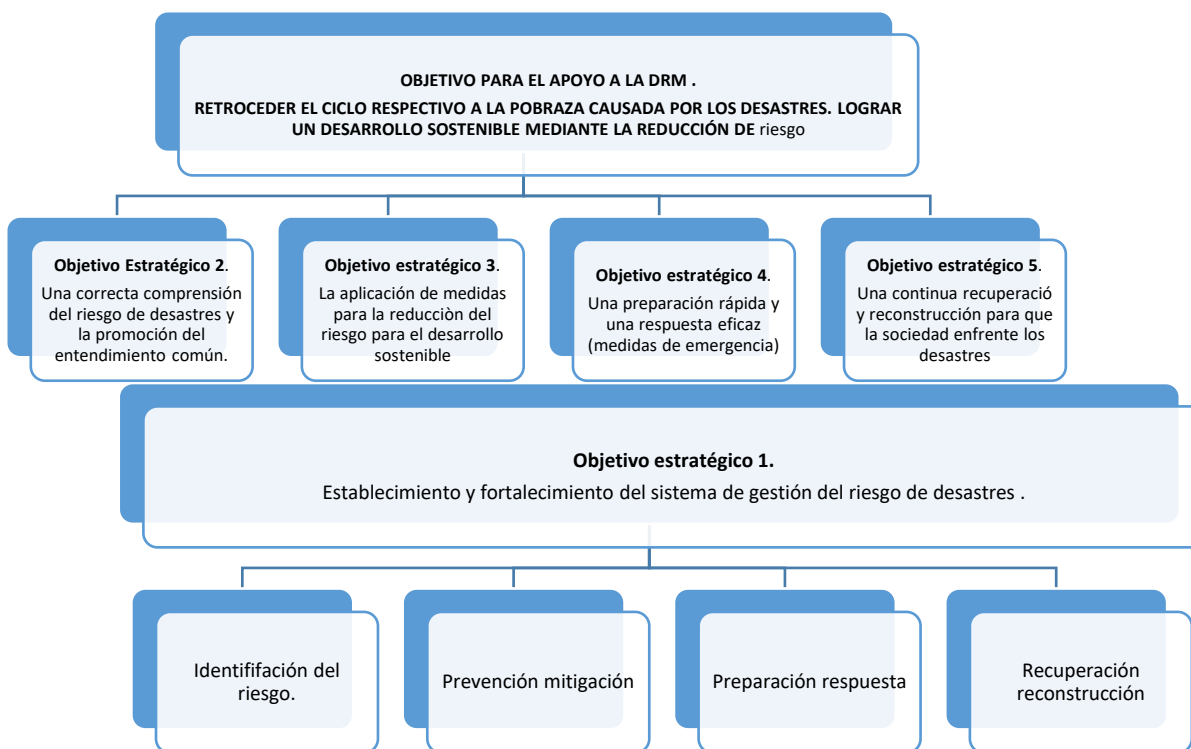 OBJETIVO PARA EL APOYO A LA DRM .
RETROCEDER EL CICLO RESPECTIVO A LA POBRAZA CAUSADA POR LOS DESASTRES. LOGRAR
UN DESARROLLO SOSTENIBLE MEDIANTE LA REDUCCIÓN DE riesgo
Objetivo Estratégico 2.
Una correcta comprensión
del riesgo de desastres y
la promoción del
entendimiento común.
Objetivo estratégico 3.
La aplicación de medidas
para la reducciòn del
riesgo para el desarrollo
sostenible
Objetivo estratégico 4.
Una preparación rápida y
una respuesta eficaz
(medidas de emergencia)
Objetivo estratégico 5.
Una continua recuperació
y reconstrucción para que
la sociedad enfrente los
desastres
Objetivo estratégico 1.
Establecimiento y fortalecimiento del sistema de gestión del riesgo de desastres .
Identififación del
riesgo.
Prevención mitigación
Preparación respuesta
Recuperación
reconstrucción